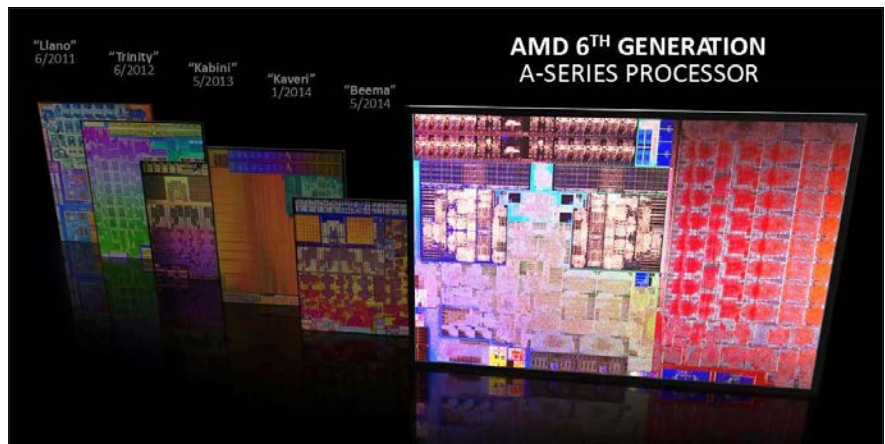 "Llano"
6/2011
"Trinity"
6/2012
"Kabini"
5/2013
"Kaveri"
1/2014
"Beema"
5/2014
AMD 6TH GENERATION
A-SERIES PROCESSOR